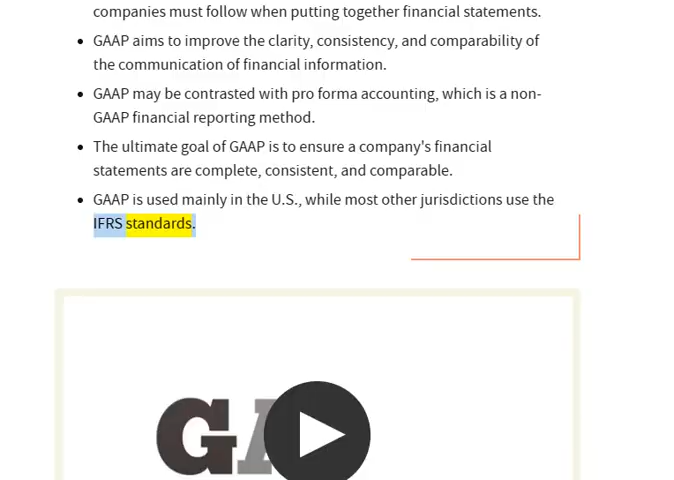 companies must follow when putting together financial statements.
GAAP aims to improve the clarity, consistency, and comparability of
the communication of financial information.
GAAP may be contrasted with pro forma accounting, which is a non-
GAAP financial reporting method.
The ultimate goal of GAAP is to ensure a company's financial
statements are complete, consistent, and comparable.
GAAP is used mainly in the U.S., while most other jurisdictions use the
IFRS standards.
GA